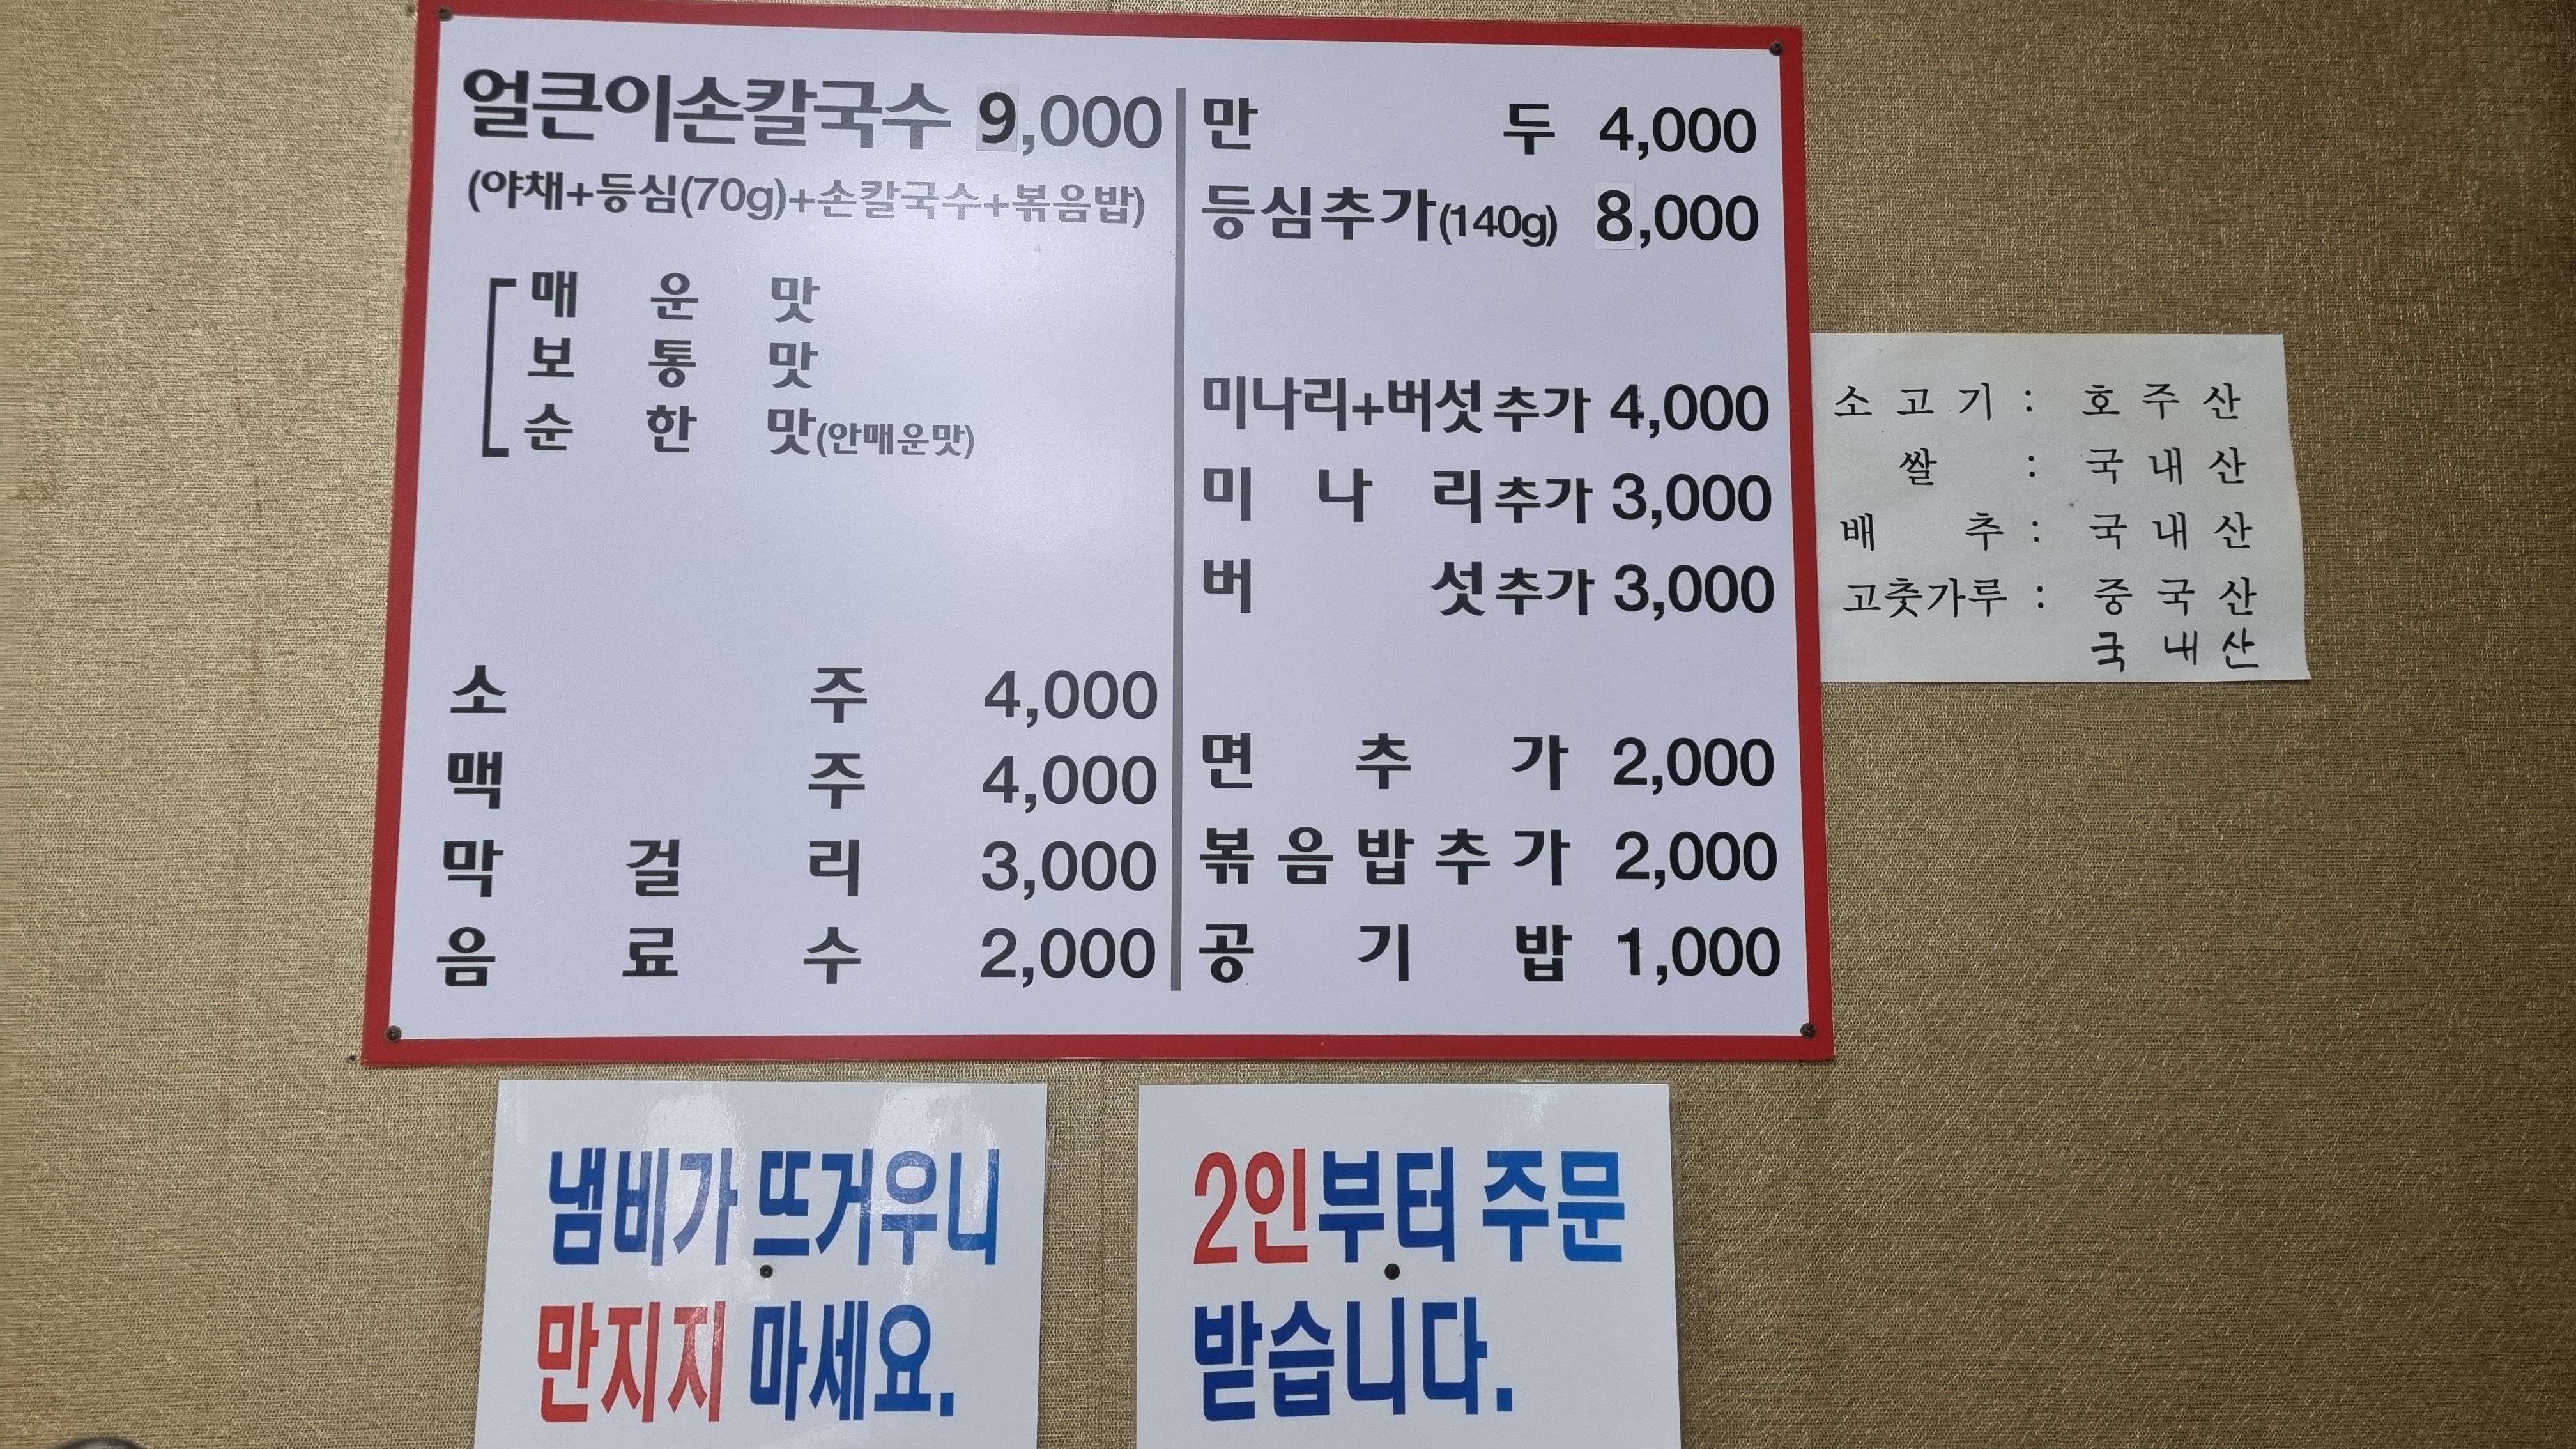 얼큰이손칼국수 9,000
(야채+등심(70g)+손칼국수+볶음밥)
매 운 맛
보 통 맛
순 한 맛(안매운맛)
소 주 4,000
맥 주 4,000
막 걸 리 3,000
음 료 수 2,000
만 두 4,000
등심추가(140g) 8,000
미나리+버섯추가 4,000
미 나 리추가 3,000
버 섯추가 3,000
면 추 가 2,000
볶음밥추가 2,000
공 기 밥 1,000
소고기 : 호주산
쌀 : 국내산
배 추 : 국내산
고춧가루 : 중국산
국내산
냄비가 뜨거우니
만지지 마세요.
2인부터 주문
받습니다.